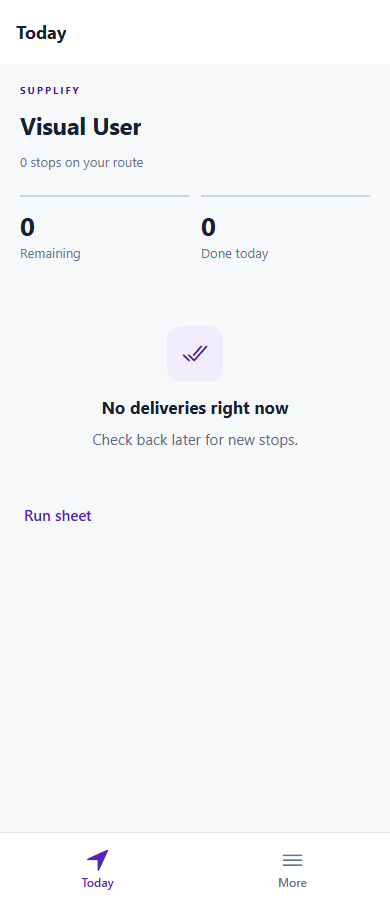 Today
SUPPLIFY
Visual User
0 stops on your route
0
Remaining
0
Done today
No deliveries right now
Check back later for new stops.
Run sheet
Today
More